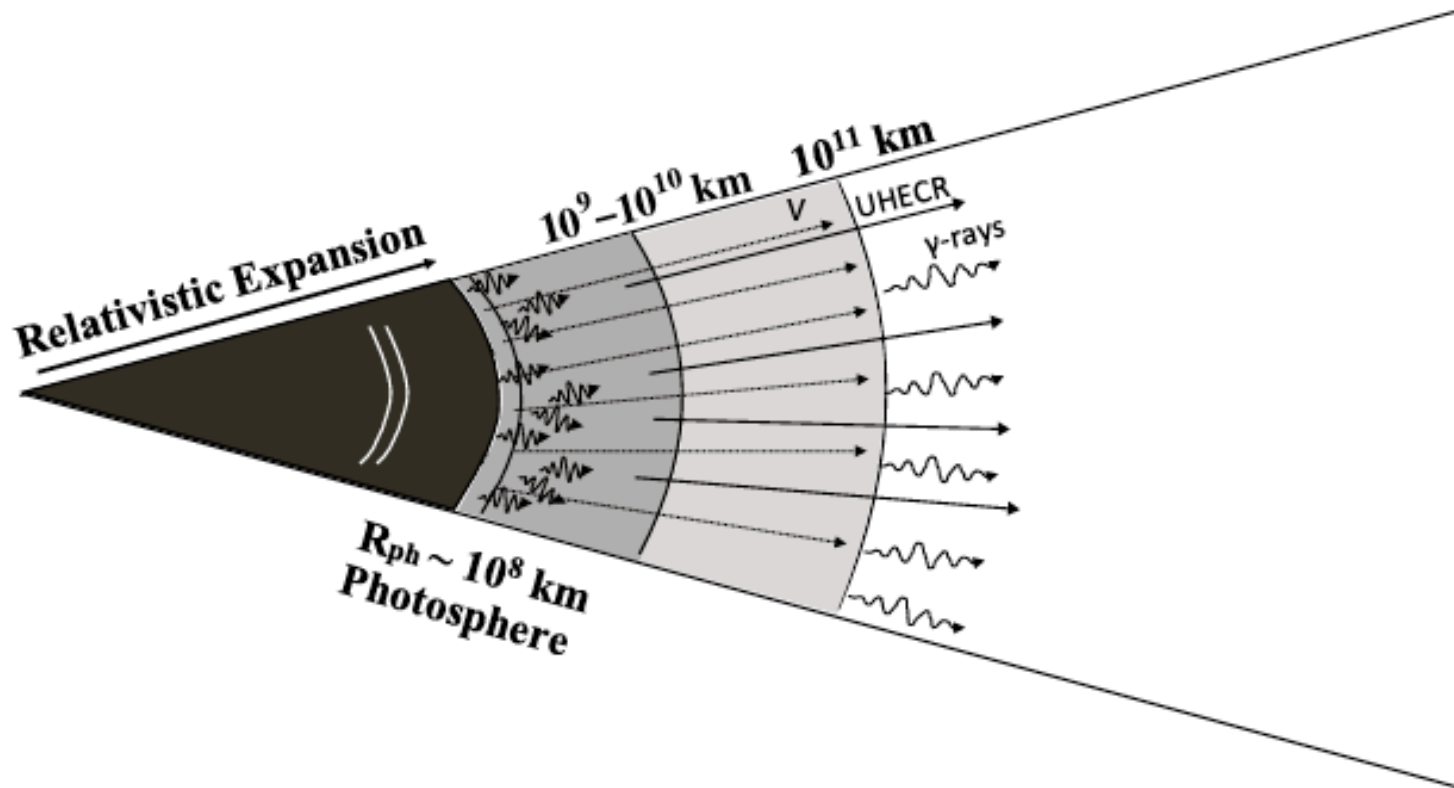 Relativistic Expansion
10⁹–10¹⁰ km
10¹¹ km
ν
UHECR
γ-rays
Rₚₕ ~ 10⁸ km
Photosphere